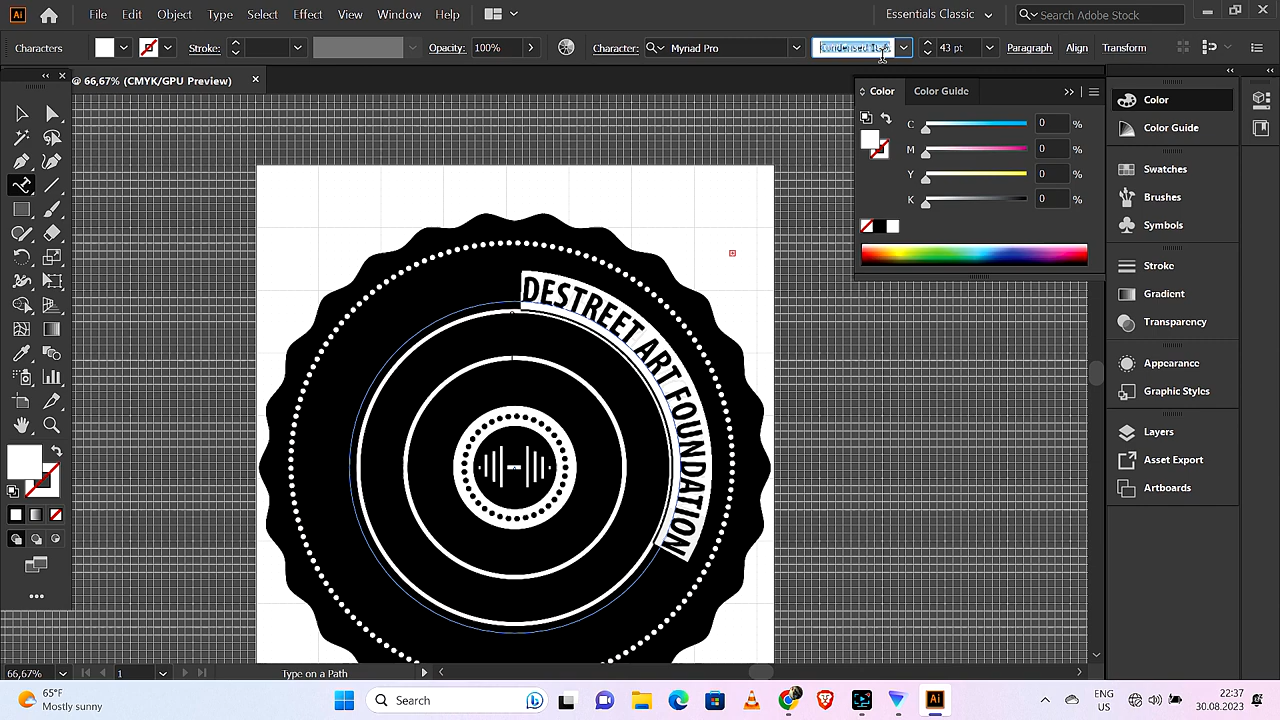 Ai File Edit Object Type Select Effect View Window Help Essentials Classic Search Adobe Stock
Characters Stroke: Opacity: 100% Character: Myriad Pro 43 pt Paragraph Align Transform
@ 66,67% (CMYK/GPU Preview)
Color Color Guide
C 0 %
M 0 %
Y 0 %
K 0 %
Color
Color Guide
Swatches
Brushes
Symbols
Stroke
Gradient
Transparency
Appearance
Graphic Styles
Layers
Asset Export
Artboards
DESTREET ART FOUNDATION
66,67% 1 Type on a Path
65°F
Mostly sunny
Search
Ai
ENG
US
22:37
30.08.2023